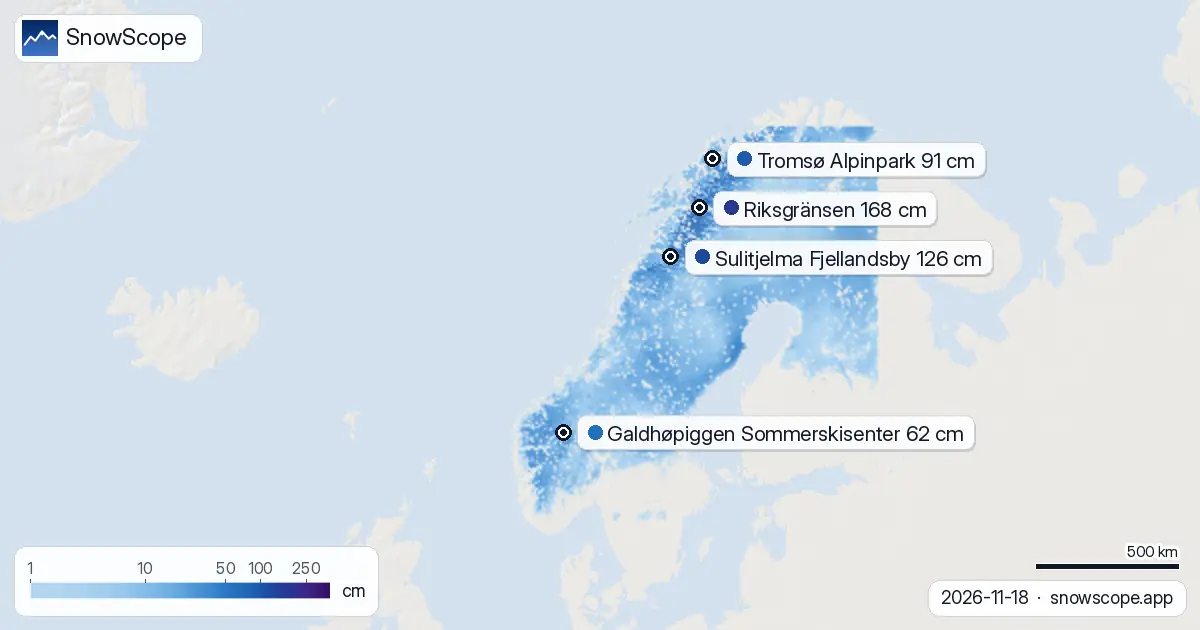 SnowScope
Tromsø Alpinpark 91 cm
Riksgränsen 168 cm
Sulitjelma Fjellandsby 126 cm
Galdhøpiggen Sommerskisenter 62 cm
1 10 50 100 250
cm
500 km
2026-11-18 · snowscope.app